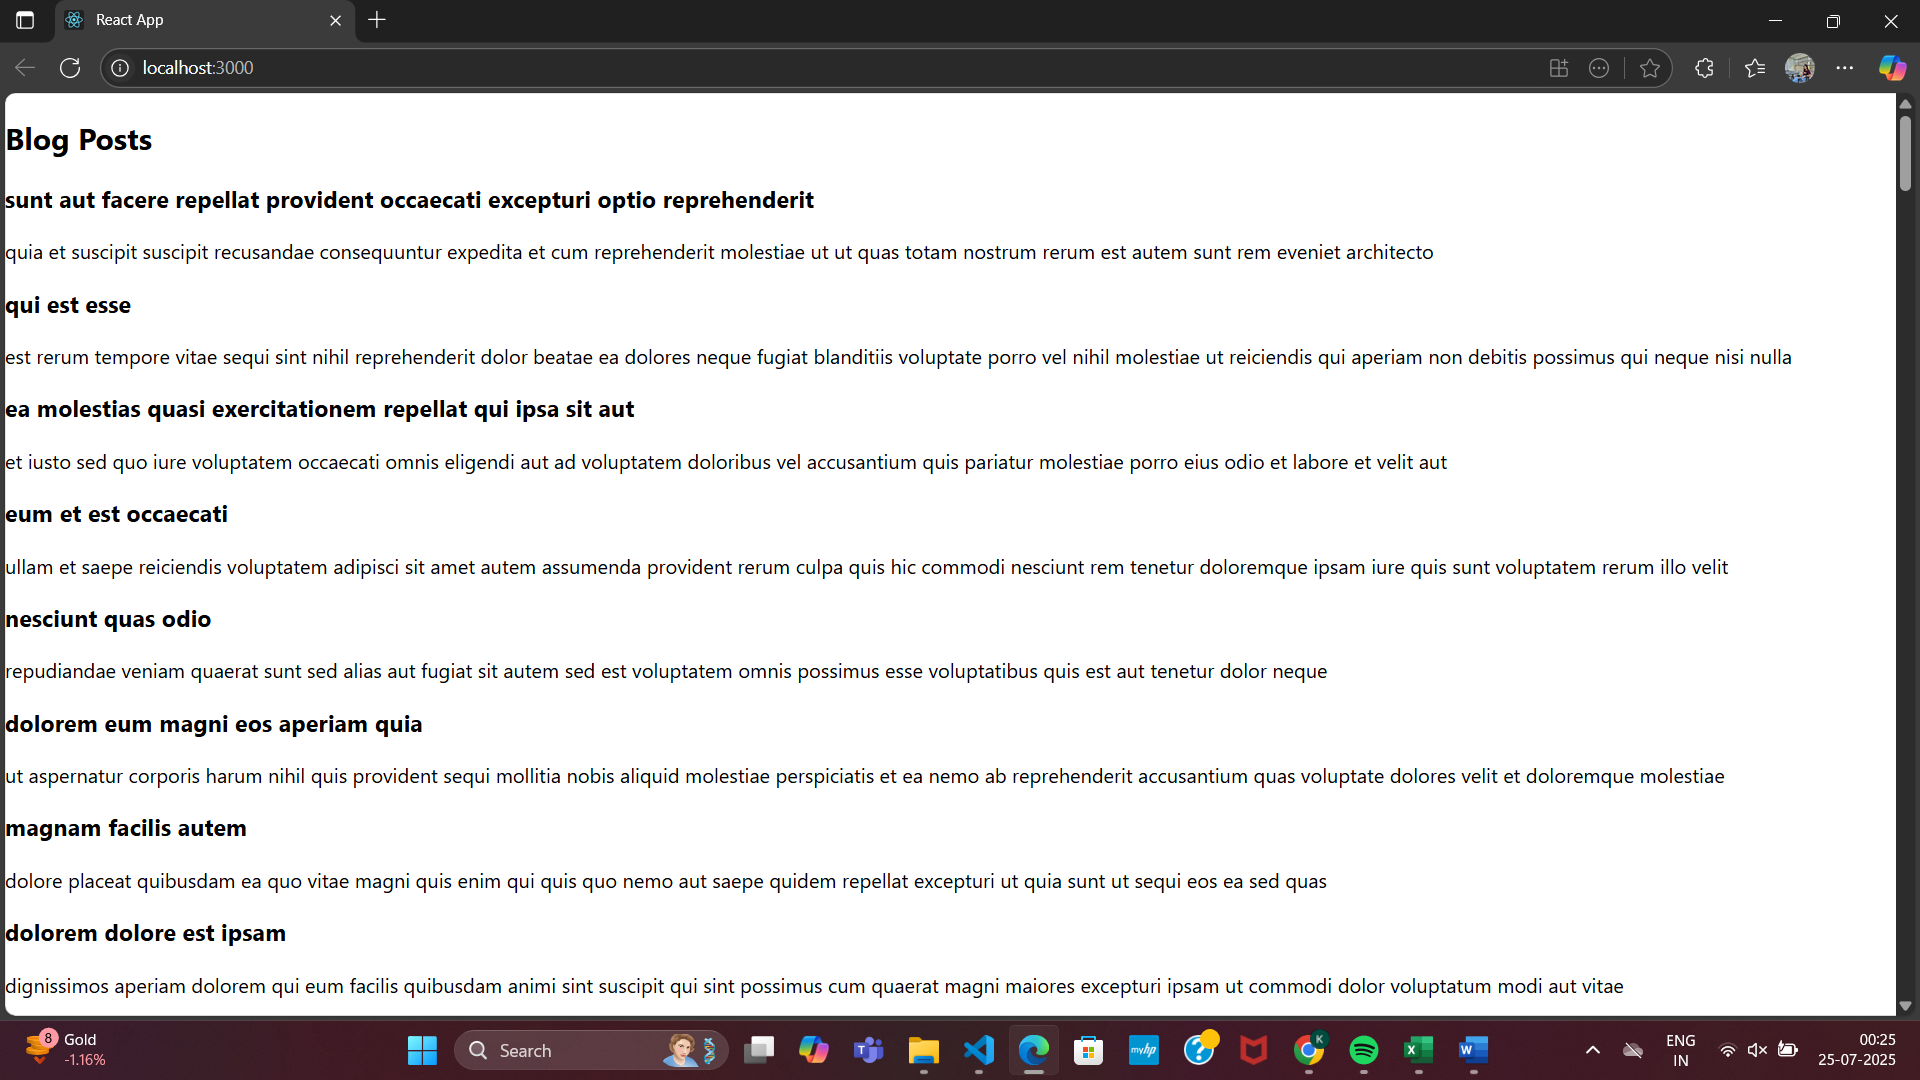 React App
localhost:3000
Blog Posts
sunt aut facere repellat provident occaecati excepturi optio reprehenderit
quia et suscipit suscipit recusandae consequuntur expedita et cum reprehenderit molestiae ut ut quas totam nostrum rerum est autem sunt rem eveniet architecto
qui est esse
est rerum tempore vitae sequi sint nihil reprehenderit dolor beatae ea dolores neque fugiat blanditiis voluptate porro vel nihil molestiae ut reiciendis qui aperiam non debitis possimus qui neque nisi nulla
ea molestias quasi exercitationem repellat qui ipsa sit aut
et iusto sed quo iure voluptatem occaecati omnis eligendi aut ad voluptatem doloribus vel accusantium quis pariatur molestiae porro eius odio et labore et velit aut
eum et est occaecati
ullam et saepe reiciendis voluptatem adipisci sit amet autem assumenda provident rerum culpa quis hic commodi nesciunt rem tenetur doloremque ipsam iure quis sunt voluptatem rerum illo velit
nesciunt quas odio
repudiandae veniam quaerat sunt sed alias aut fugiat sit autem sed est voluptatem omnis possimus esse voluptatibus quis est aut tenetur dolor neque
dolorem eum magni eos aperiam quia
ut aspernatur corporis harum nihil quis provident sequi mollitia nobis aliquid molestiae perspiciatis et ea nemo ab reprehenderit accusantium quas voluptate dolores velit et doloremque molestiae
magnam facilis autem
dolore placeat quibusdam ea quo vitae magni quis enim qui quis quo nemo aut saepe quidem repellat excepturi ut quia sunt ut sequi eos ea sed quas
dolorem dolore est ipsam
dignissimos aperiam dolorem qui eum facilis quibusdam animi sint suscipit qui sint possimus cum quaerat magni maiores excepturi ipsam ut commodi dolor voluptatum modi aut vitae
8
Gold
-1.16%
Search
myhp
K
ENG
IN
00:25
25-07-2025